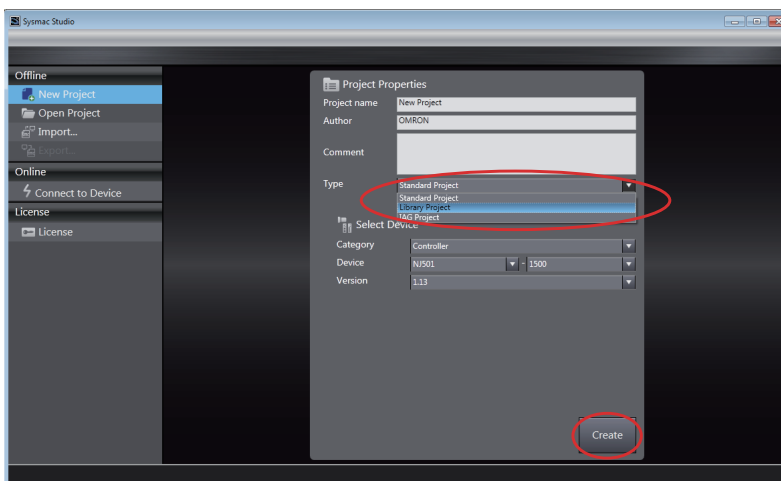 Sysmac Studio
Offline
New Project
Open Project
Import...
Export...
Online
Connect to Device
License
License
Project Properties
Project name New Project
Author OMRON
Comment
Type Standard Project
Standard Project
Library Project
IAG Project
Select Device
Category Controller
Device NJ501 - 1500
Version 1.13
Create